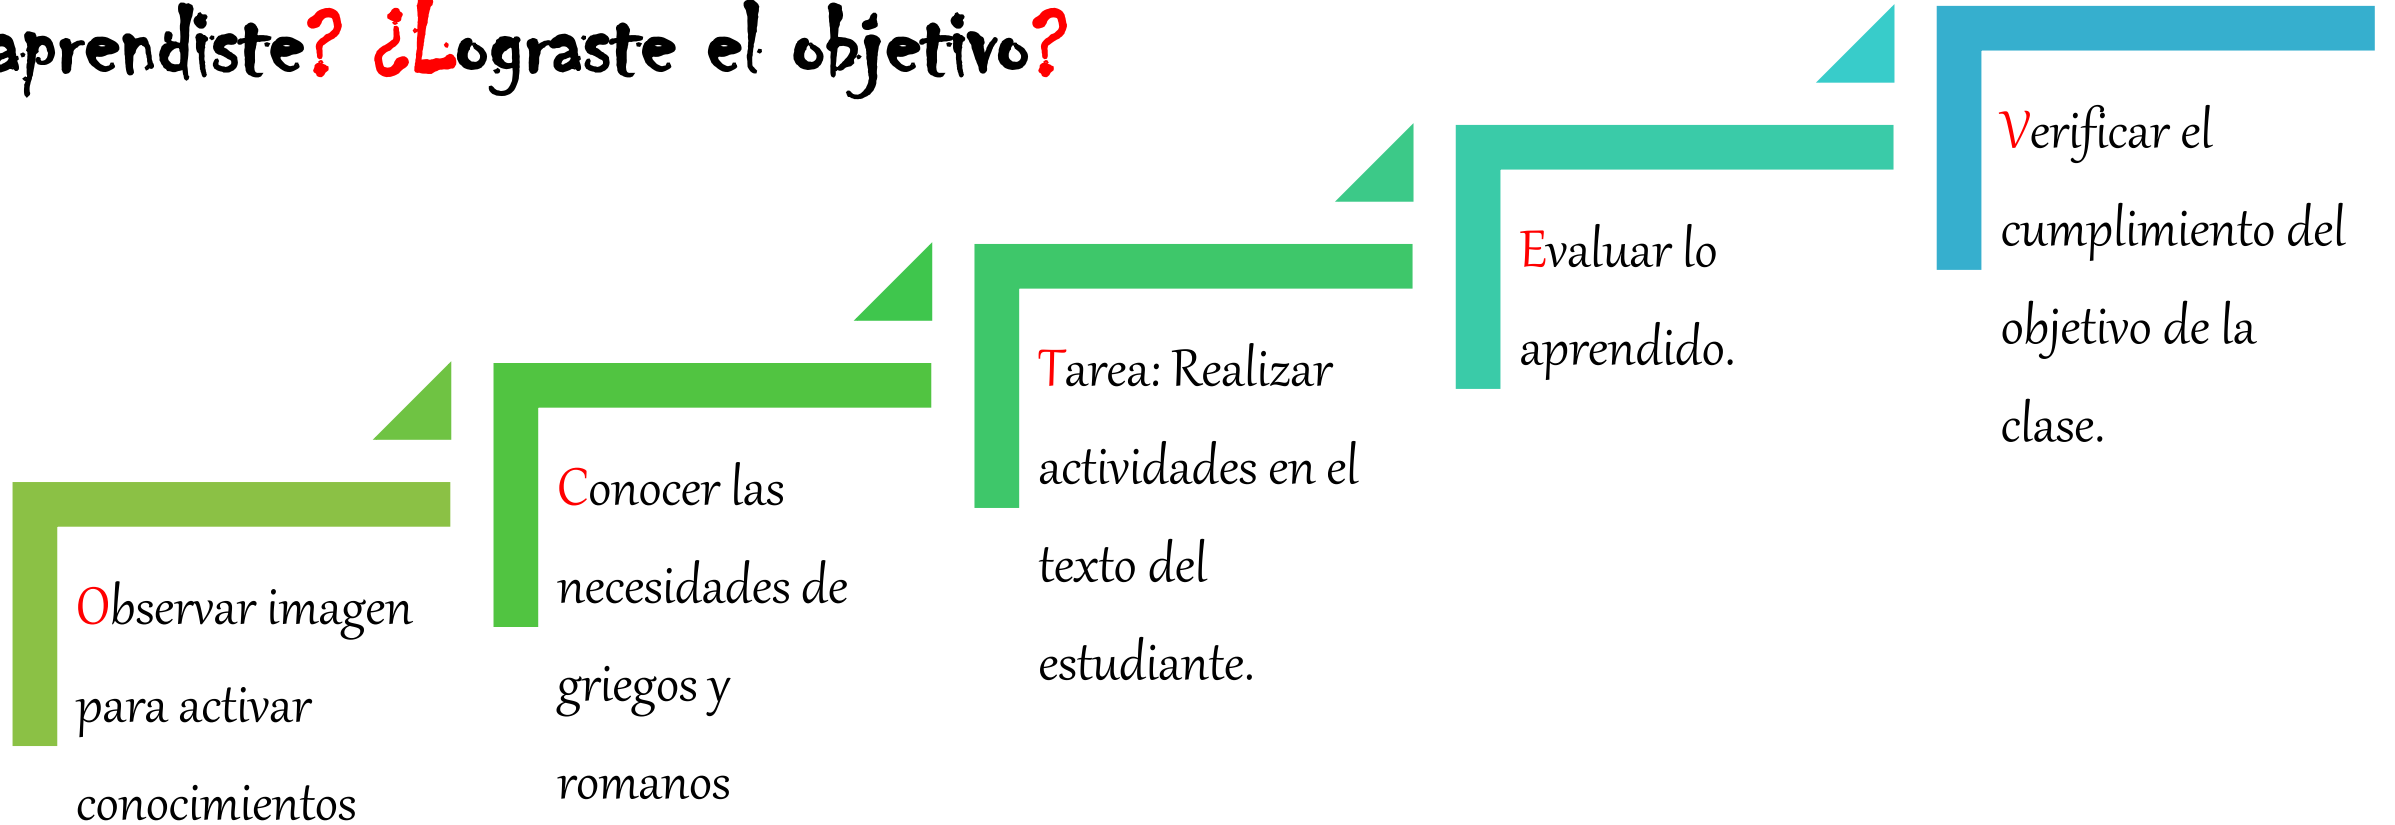 aprendiste? ¿Lograste el objetivo?
Observar imagen
para activar
conocimientos
Conocer las
necesidades de
griegos y
romanos
Tarea: Realizar
actividades en el
texto del
estudiante.
Evaluar lo
aprendido.
Verificar el
cumplimiento del
objetivo de la
clase.